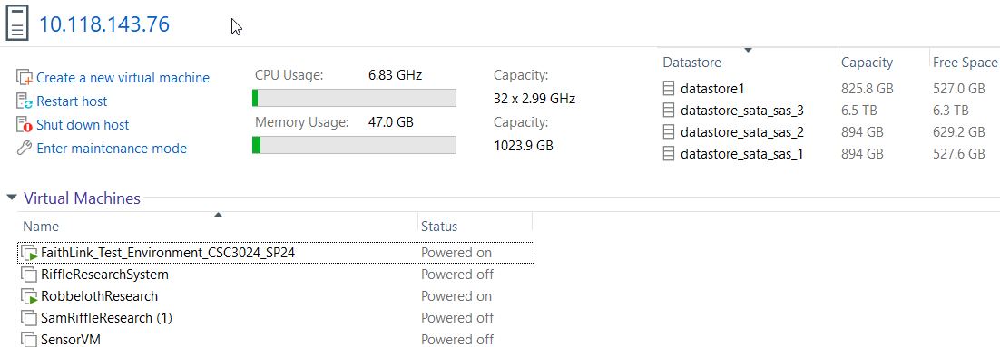 10.118.143.76
Create a new virtual machine
Restart host
Shut down host
Enter maintenance mode
CPU Usage: 6.83 GHz
Memory Usage: 47.0 GB
Capacity:
32 x 2.99 GHz
Capacity:
1023.9 GB
Datastore Capacity Free Space
datastore1 825.8 GB 527.0 GB
datastore_sata_sas_3 6.5 TB 6.3 TB
datastore_sata_sas_2 894 GB 629.2 GB
datastore_sata_sas_1 894 GB 527.6 GB
Virtual Machines
Name Status
FaithLink_Test_Environment_CSC3024_SP24 Powered on
RiffleResearchSystem Powered off
RobbelothResearch Powered on
SamRiffleResearch (1) Powered off
SensorVM Powered off